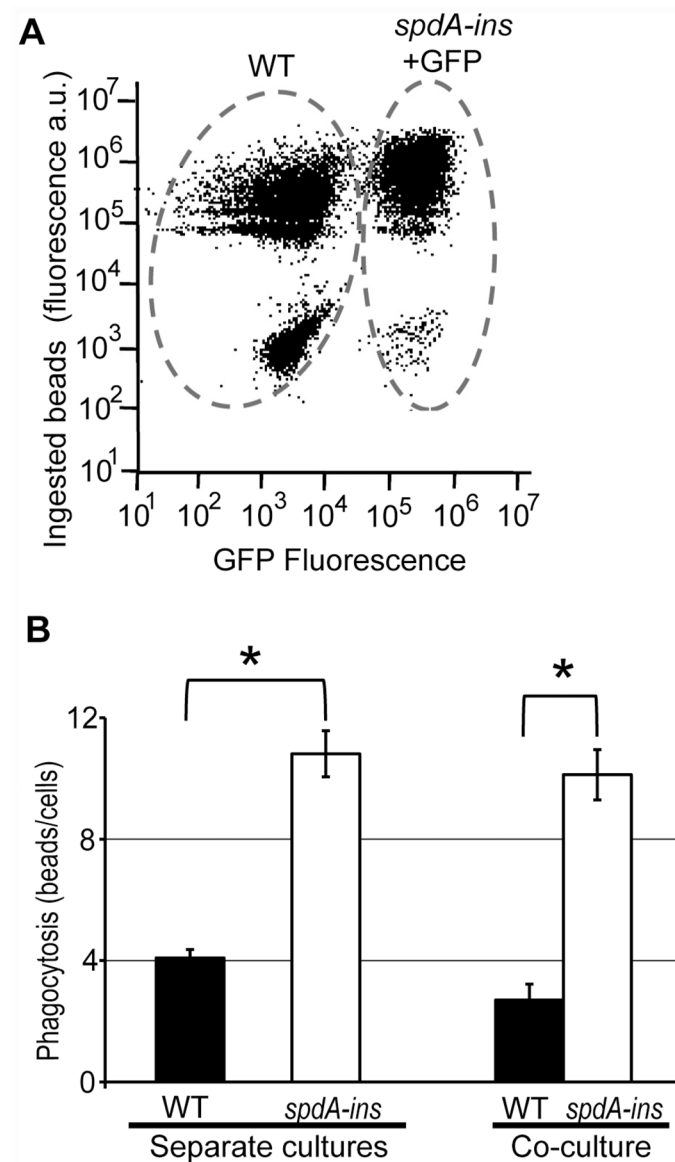 A
WT
spdA-ins
+GFP
Ingested beads (fluorescence a.u.)
10⁷
10⁶
10⁵
10⁴
10³
10²
10¹
10¹ 10² 10³ 10⁴ 10⁵ 10⁶ 10⁷
GFP Fluorescence
B
* *
Phagocytosis (beads/cells)
12
8
4
0
WT spdA-ins WT spdA-ins
Separate cultures Co-culture